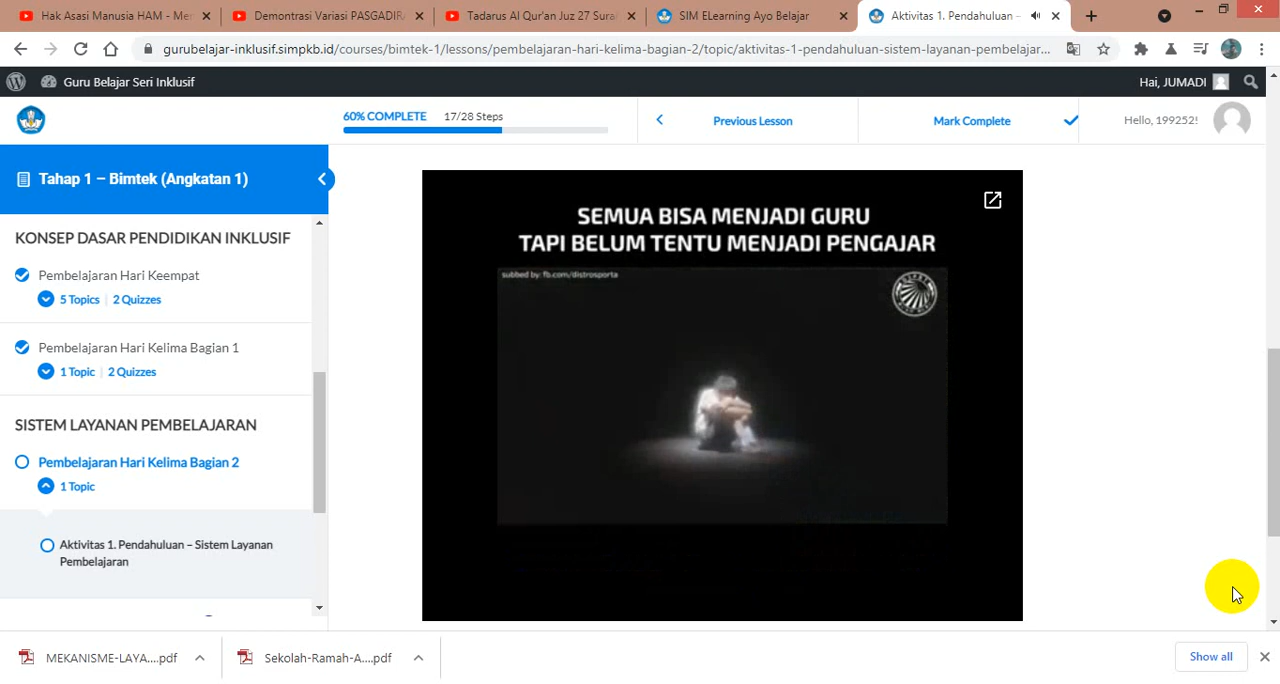 Hak Asasi Manusia HAM - Me
Demontrasi Variasi PASGADIR
Tadarus Al Qur'an Juz 27 Sura
SIM ELearning Ayo Belajar
Aktivitas 1. Pendahuluan –
gurubelajar-inklusif.simpkb.id/courses/bimtek-1/lessons/pembelajaran-hari-kelima-bagian-2/topic/aktivitas-1-pendahuluan-sistem-layanan-pembelajar...
Guru Belajar Seri Inklusif
Hai, JUMADI
60% COMPLETE 17/28 Steps
Previous Lesson
Mark Complete
Hello, 199252!
Tahap 1 – Bimtek (Angkatan 1)
KONSEP DASAR PENDIDIKAN INKLUSIF
Pembelajaran Hari Keempat
5 Topics | 2 Quizzes
Pembelajaran Hari Kelima Bagian 1
1 Topic | 2 Quizzes
SISTEM LAYANAN PEMBELAJARAN
Pembelajaran Hari Kelima Bagian 2
1 Topic
Aktivitas 1. Pendahuluan – Sistem Layanan
Pembelajaran
SEMUA BISA MENJADI GURU
TAPI BELUM TENTU MENJADI PENGAJAR
subbed by: fb.com/distrosporta
MEKANISME-LAYA....pdf
Sekolah-Ramah-A....pdf
Show all